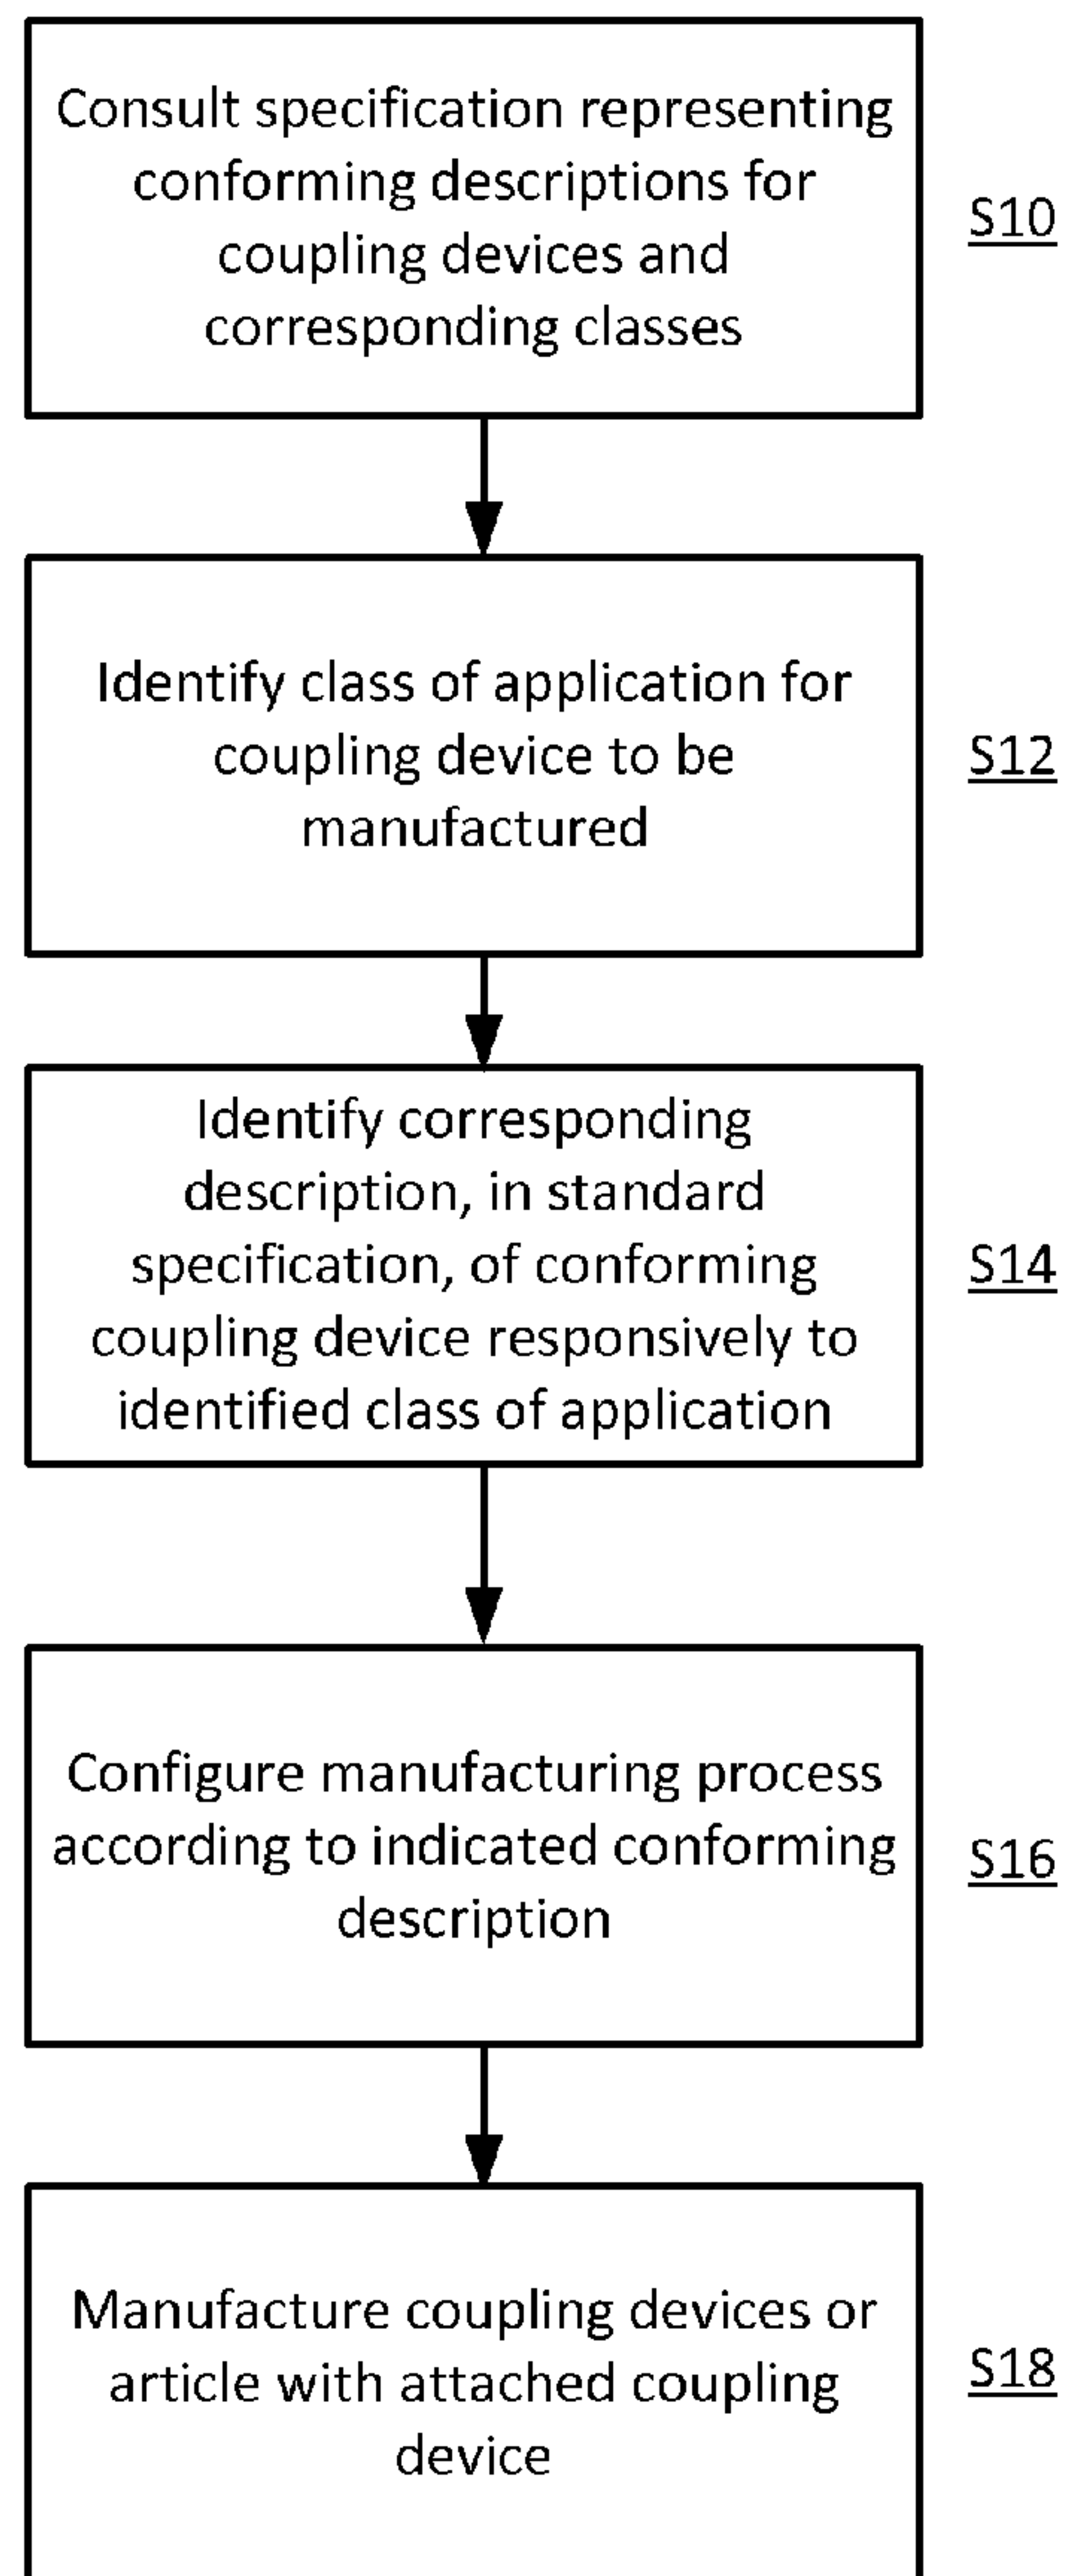 Consult specification representing
conforming descriptions for
coupling devices and
corresponding classes
S10
Identify class of application for
coupling device to be
manufactured
S12
Identify corresponding
description, in standard
specification, of conforming
coupling device responsively to
identified class of application
S14
Configure manufacturing process
according to indicated conforming
description
S16
Manufacture coupling devices or
article with attached coupling
device
S18